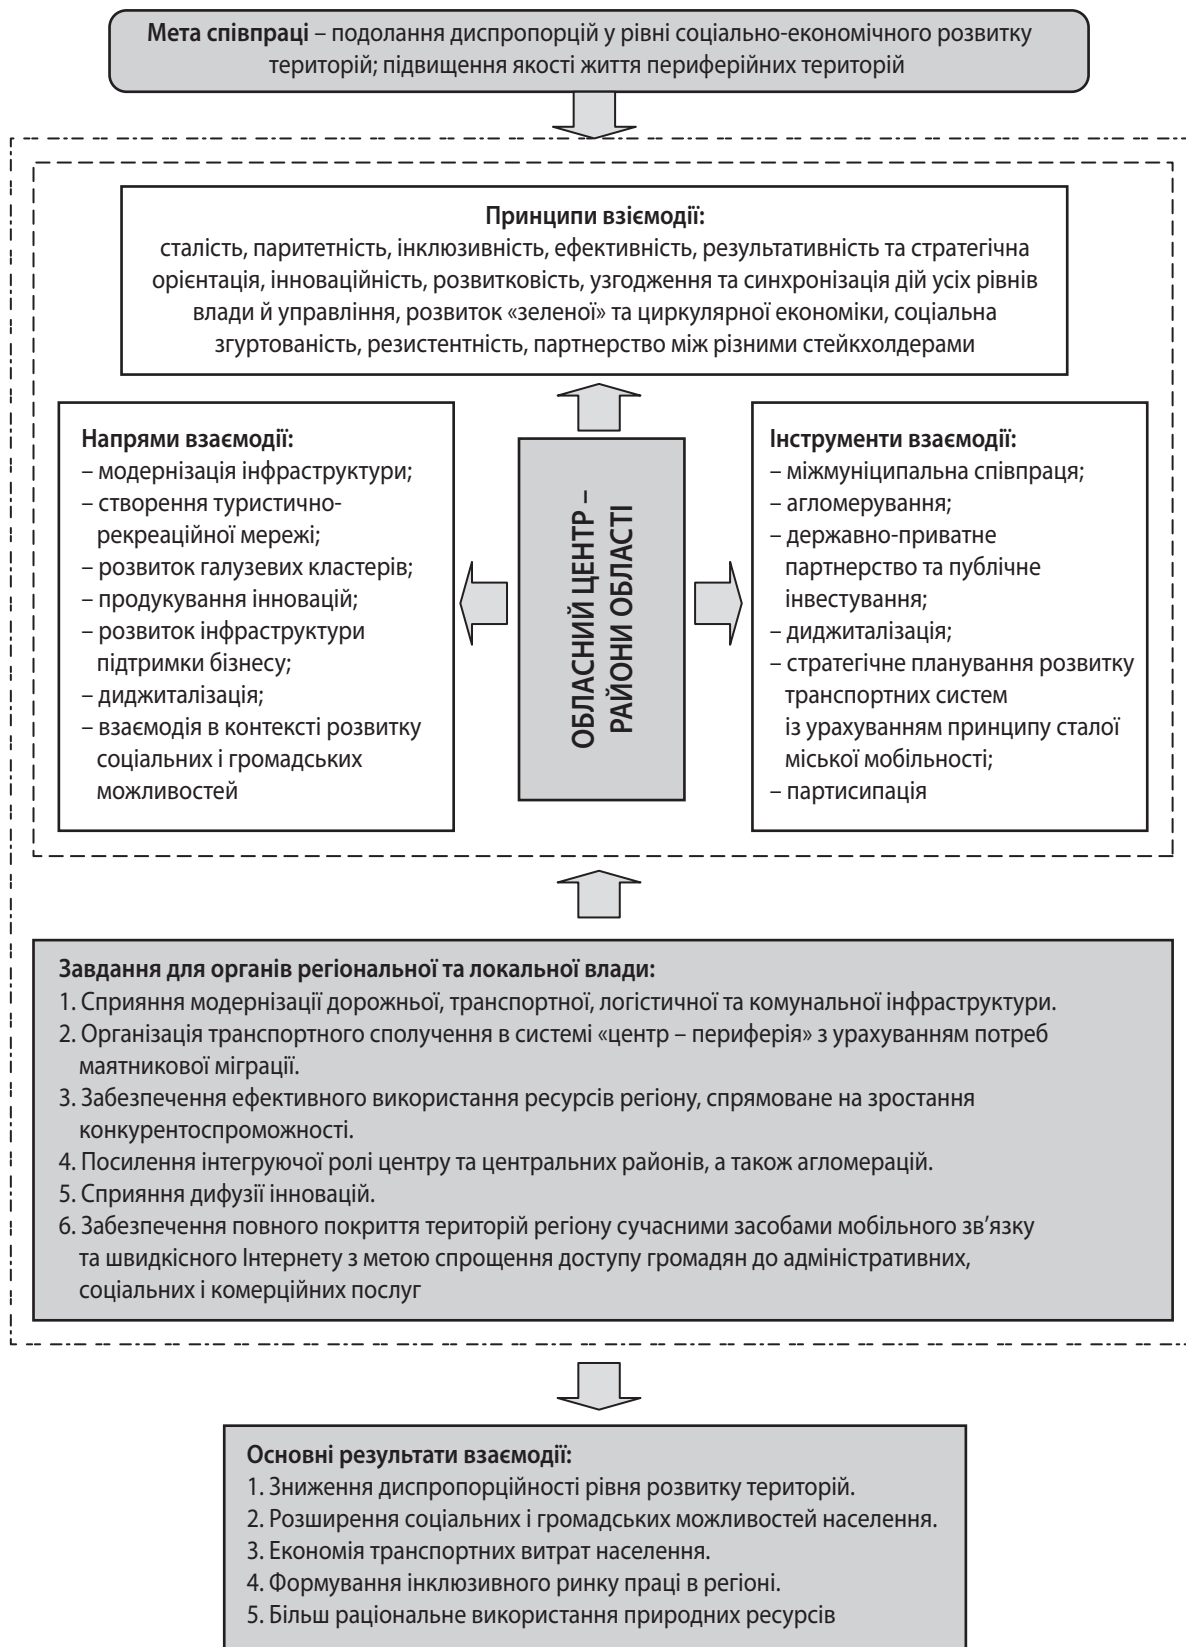 Мета співпраці – подолання диспропорцій у рівні соціально-економічного розвитку
територій; підвищення якості життя периферійних територій
Принципи взіємодії:
сталість, паритетність, інклюзивність, ефективність, результативність та стратегічна
орієнтація, інноваційність, розвитковість, узгодження та синхронізація дій усіх рівнів
влади й управління, розвиток «зеленої» та циркулярної економіки, соціальна
згуртованість, резистентність, партнерство між різними стейкхолдерами
Напрями взаємодії:
– модернізація інфраструктури;
– створення туристично-
рекреаційної мережі;
– розвиток галузевих кластерів;
– продукування інновацій;
– розвиток інфраструктури
підтримки бізнесу;
– диджиталізація;
– взаємодія в контексті розвитку
соціальних і громадських
можливостей
ОБЛАСНИЙ ЦЕНТР –
РАЙОНИ ОБЛАСТІ
Інструменти взаємодії:
– міжмуніципальна співпраця;
– агломерування;
– державно-приватне
партнерство та публічне
інвестування;
– диджиталізація;
– стратегічне планування розвитку
транспортних систем
із урахуванням принципу сталої
міської мобільності;
– партисипація
Завдання для органів регіональної та локальної влади:
1. Сприяння модернізації дорожньої, транспортної, логістичної та комунальної інфраструктури.
2. Організація транспортного сполучення в системі «центр – периферія» з урахуванням потреб
маятникової міграції.
3. Забезпечення ефективного використання ресурсів регіону, спрямоване на зростання
конкурентоспроможності.
4. Посилення інтегруючої ролі центру та центральних районів, а також агломерацій.
5. Сприяння дифузії інновацій.
6. Забезпечення повного покриття територій регіону сучасними засобами мобільного зв’язку
та швидкісного Інтернету з метою спрощення доступу громадян до адміністративних,
соціальних і комерційних послуг
Основні результати взаємодії:
1. Зниження диспропорційності рівня розвитку територій.
2. Розширення соціальних і громадських можливостей населення.
3. Економія транспортних витрат населення.
4. Формування інклюзивного ринку праці в регіоні.
5. Більш раціональне використання природних ресурсів